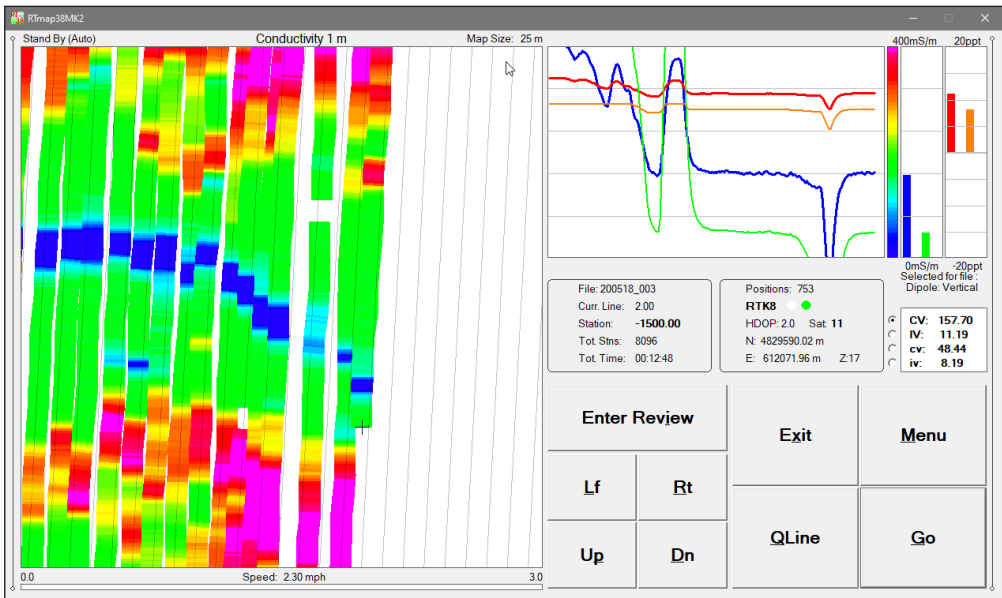 RTmap38MK2
Stand By (Auto)
Conductivity 1 m
Map Size: 25 m
0.0
Speed: 2.30 mph
3.0
400mS/m
20ppt
0mS/m
-20ppt
Selected for file :
Dipole: Vertical
File: 200518_003
Curr. Line: 2.00
Station: -1500.00
Tot. Stns: 8096
Tot. Time: 00:12:48
Positions: 753
RTK8
HDOP: 2.0 Sat: 11
N: 4829590.02 m
E: 612071.96 m Z:17
CV: 157.70
IV: 11.19
cv: 48.44
iv: 8.19
Enter Review
Exit
Menu
Lf
Rt
Up
Dn
QLine
Go